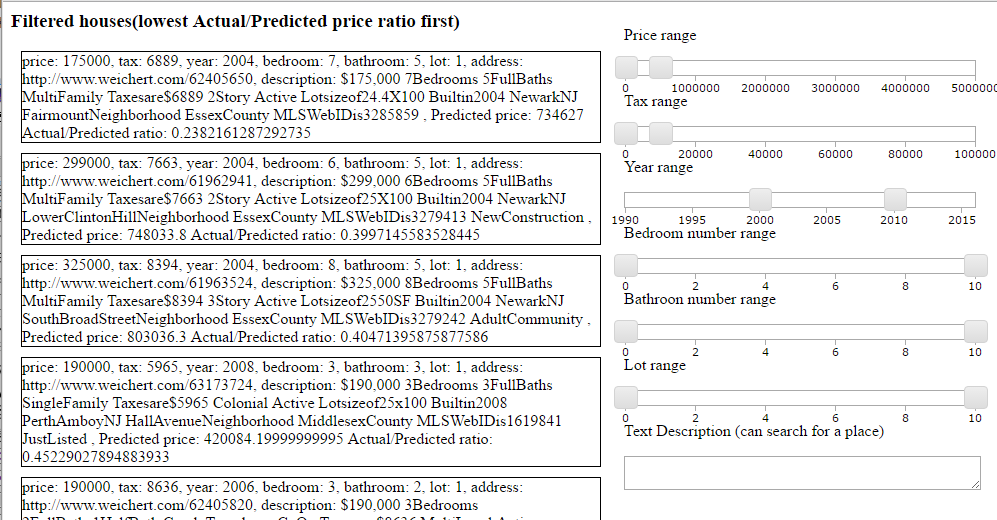 Filtered houses(lowest Actual/Predicted price ratio first)
price: 175000, tax: 6889, year: 2004, bedroom: 7, bathroom: 5, lot: 1, address:
http://www.weichert.com/62405650, description: $175,000 7Bedrooms 5FullBaths
MultiFamily Taxesare$6889 2Story Active Lotsizeof24.4X100 Builtin2004 NewarkNJ
FairmountNeighborhood EssexCounty MLSWebIDis3285859 , Predicted price: 734627
Actual/Predicted ratio: 0.2382161287292735
price: 299000, tax: 7663, year: 2004, bedroom: 6, bathroom: 5, lot: 1, address:
http://www.weichert.com/61962941, description: $299,000 6Bedrooms 5FullBaths
MultiFamily Taxesare$7663 2Story Active Lotsizeof25X100 Builtin2004 NewarkNJ
LowerClintonHillNeighborhood EssexCounty MLSWebIDis3279413 NewConstruction ,
Predicted price: 748033.8 Actual/Predicted ratio: 0.3997145583528445
price: 325000, tax: 8394, year: 2004, bedroom: 8, bathroom: 5, lot: 1, address:
http://www.weichert.com/61963524, description: $325,000 8Bedrooms 5FullBaths
MultiFamily Taxesare$8394 3Story Active Lotsizeof2550SF Builtin2004 NewarkNJ
SouthBroadStreetNeighborhood EssexCounty MLSWebIDis3279242 AdultCommunity ,
Predicted price: 803036.3 Actual/Predicted ratio: 0.40471395875877586
price: 190000, tax: 5965, year: 2008, bedroom: 3, bathroom: 3, lot: 1, address:
http://www.weichert.com/63173724, description: $190,000 3Bedrooms 3FullBaths
SingleFamily Taxesare$5965 Colonial Active Lotsizeof25x100 Builtin2008
PerthAmboyNJ HallAvenueNeighborhood MiddlesexCounty MLSWebIDis1619841
JustListed , Predicted price: 420084.19999999995 Actual/Predicted ratio:
0.45229027894883933
price: 190000, tax: 8636, year: 2006, bedroom: 3, bathroom: 2, lot: 1, address:
http://www.weichert.com/62405820, description: $190,000 3Bedrooms
Price range
0 1000000 2000000 3000000 4000000 5000000
Tax range
0 20000 40000 60000 80000 100000
Year range
1990 1995 2000 2005 2010 2015
Bedroom number range
0 2 4 6 8 10
Bathroon number range
0 2 4 6 8 10
Lot range
0 2 4 6 8 10
Text Description (can search for a place)